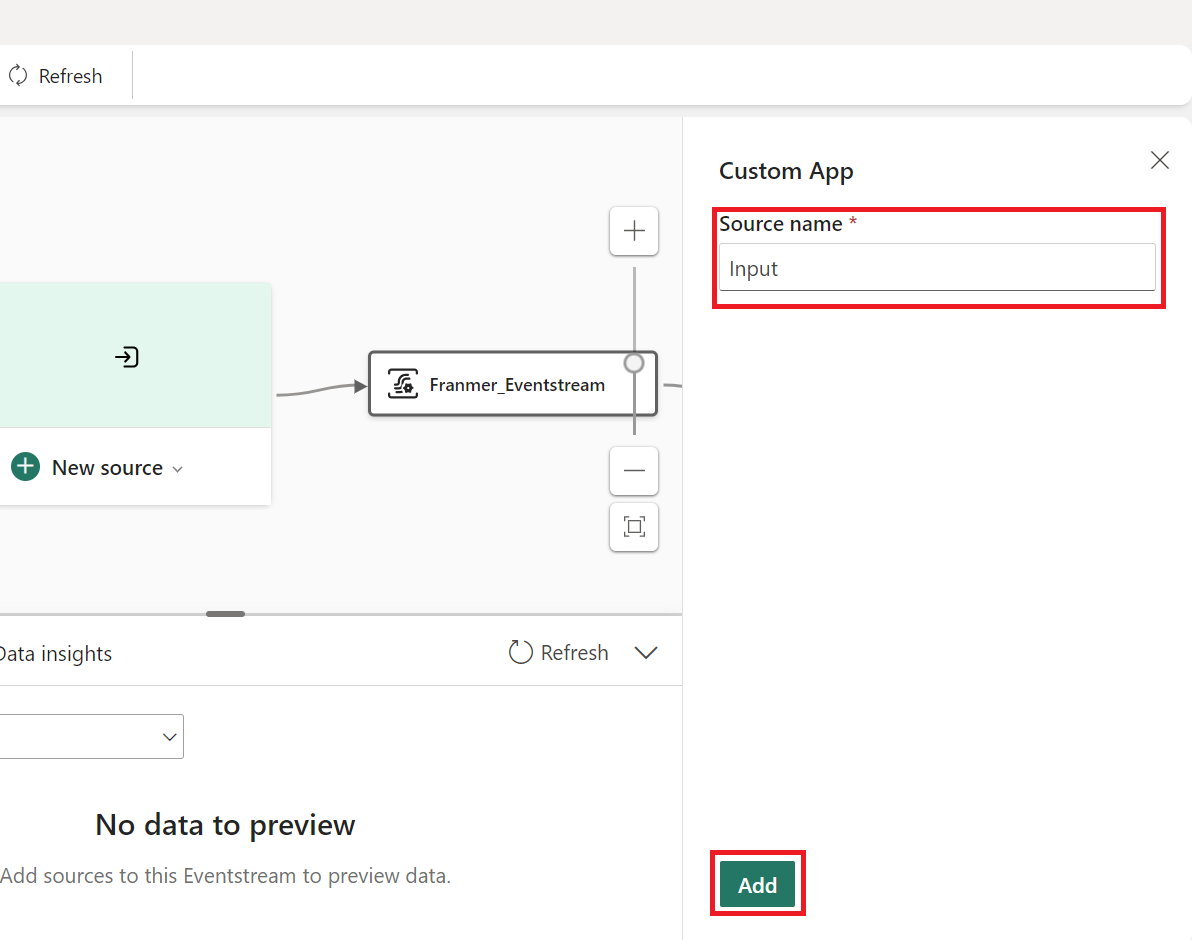 Refresh
Custom App
Source name *
Input
Franmer_Eventstream
New source
Data insights
Refresh
No data to preview
Add sources to this Eventstream to preview data.
Add